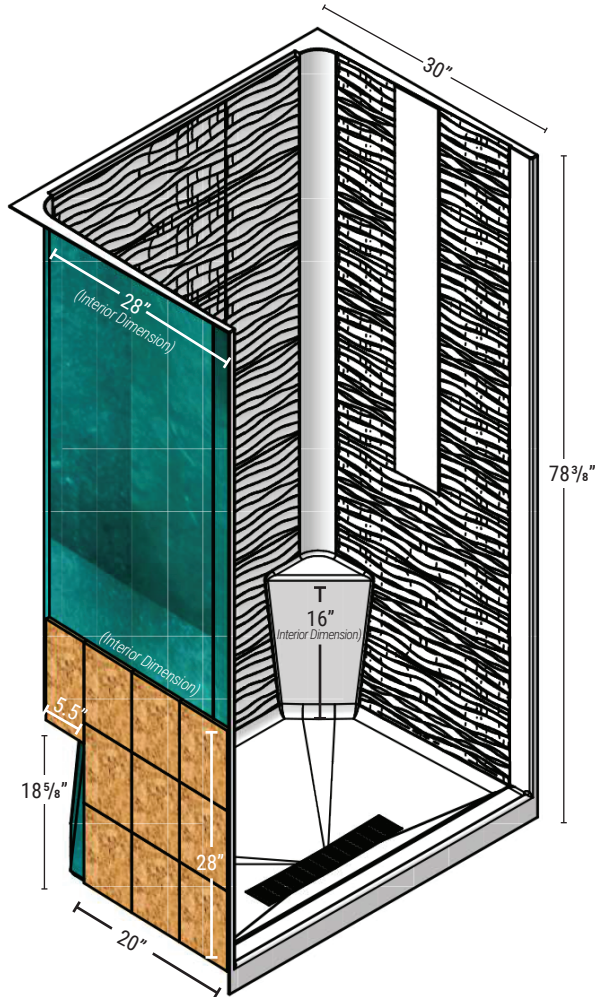 30”
28”
(Interior Dimension)
78³/₈”
T
16”
Interior Dimension)
(Interior Dimension)
5.5”
18⁵/₈”
28”
20”